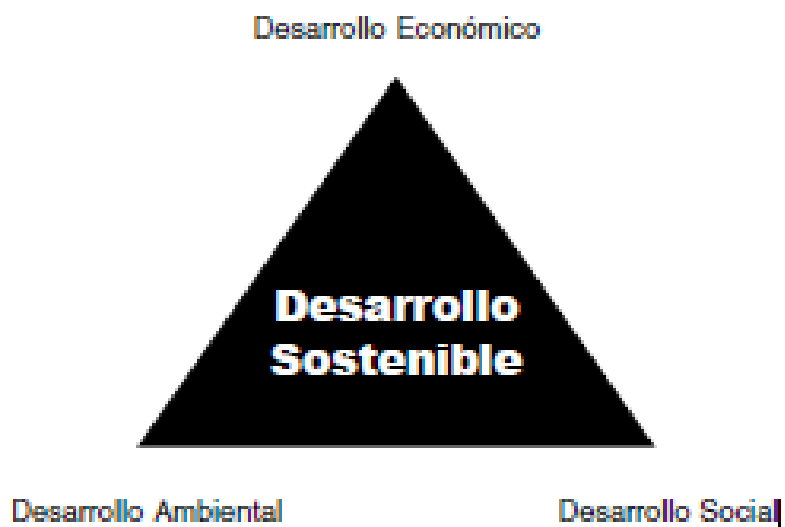 Desarrollo Económico
Desarrollo
Sostenible
Desarrollo Ambiental
Desarrollo Social